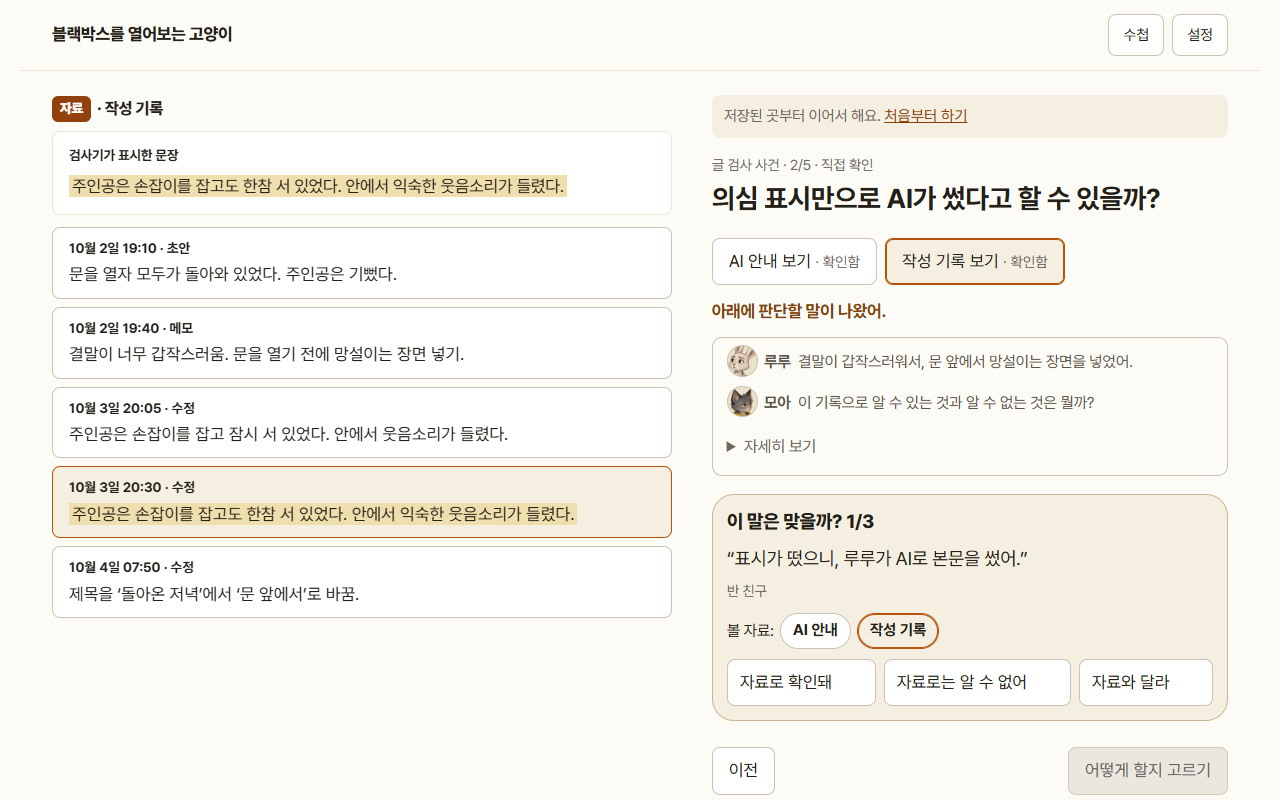 블랙박스를 열어보는 고양이
수첩
설정
자료 · 작성 기록
검사기가 표시한 문장
주인공은 손잡이를 잡고도 한참 서 있었다. 안에서 익숙한 웃음소리가 들렸다.
10월 2일 19:10 · 초안
문을 열자 모두가 돌아와 있었다. 주인공은 기뻤다.
10월 2일 19:40 · 메모
결말이 너무 갑작스러움. 문을 열기 전에 망설이는 장면 넣기.
10월 3일 20:05 · 수정
주인공은 손잡이를 잡고 잠시 서 있었다. 안에서 웃음소리가 들렸다.
10월 3일 20:30 · 수정
주인공은 손잡이를 잡고도 한참 서 있었다. 안에서 익숙한 웃음소리가 들렸다.
10월 4일 07:50 · 수정
제목을 ‘돌아온 저녁’에서 ‘문 앞에서’로 바꿈.
저장된 곳부터 이어서 해요. 처음부터 하기
글 검사 사건 · 2/5 · 직접 확인
의심 표시만으로 AI가 썼다고 할 수 있을까?
AI 안내 보기 · 확인함
작성 기록 보기 · 확인함
아래에 판단할 말이 나왔어.
루루 결말이 갑작스러워서, 문 앞에서 망설이는 장면을 넣었어.
모아 이 기록으로 알 수 있는 것과 알 수 없는 것은 뭘까?
▶ 자세히 보기
이 말은 맞을까? 1/3
“표시가 떴으니, 루루가 AI로 본문을 썼어.”
반 친구
볼 자료: AI 안내 작성 기록
자료로 확인돼
자료로는 알 수 없어
자료와 달라
이전
어떻게 할지 고르기